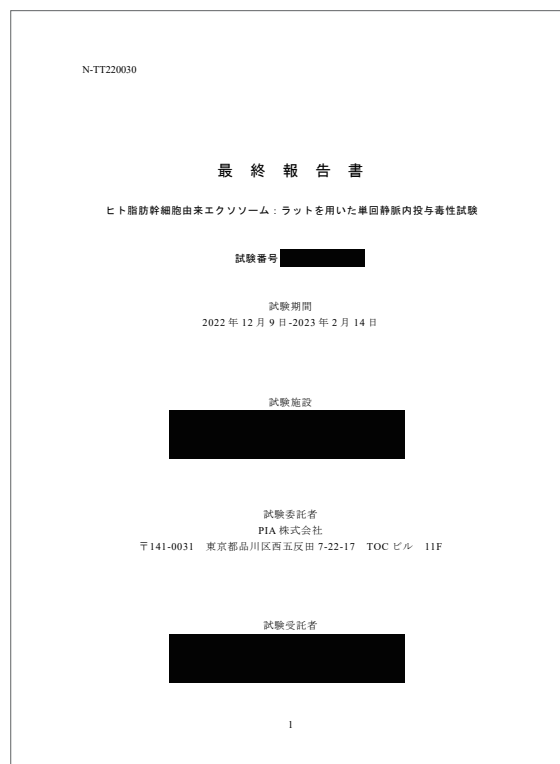 N-TT220030
最 終 報 告 書
ヒト脂肪幹細胞由来エクソソーム：ラットを用いた単回静脈内投与毒性試験
試験番号
試験期間
2022 年 12 月 9 日-2023 年 2 月 14 日
試験施設
試験委託者
PIA 株式会社
〒141-0031 東京都品川区西五反田 7-22-17 TOC ビル 11F
試験受託者
1